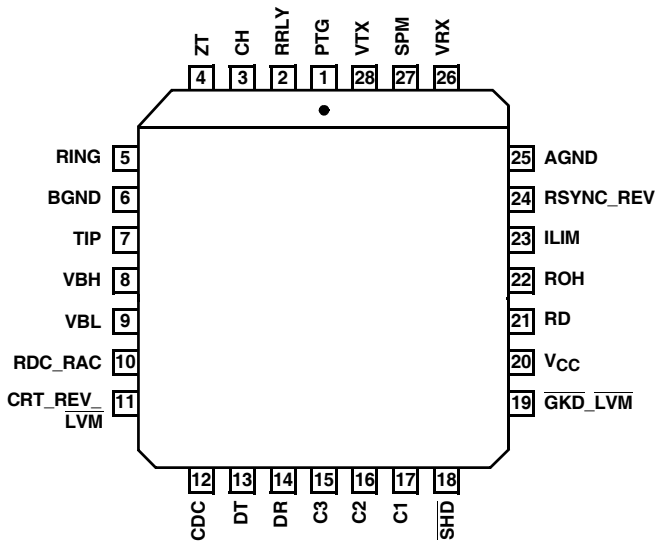 ZT CH RRLY PTG VTX SPM VRX
4 3 2 1 28 27 26
RING 5
BGND 6
TIP 7
VBH 8
VBL 9
RDC_RAC 10
CRT_REV_ 11
LVM
25 AGND
24 RSYNC_REV
23 ILIM
22 ROH
21 RD
20 VCC
19 GKD_LVM
12 13 14 15 16 17 18
CDC DT DR C3 C2 C1 SHD